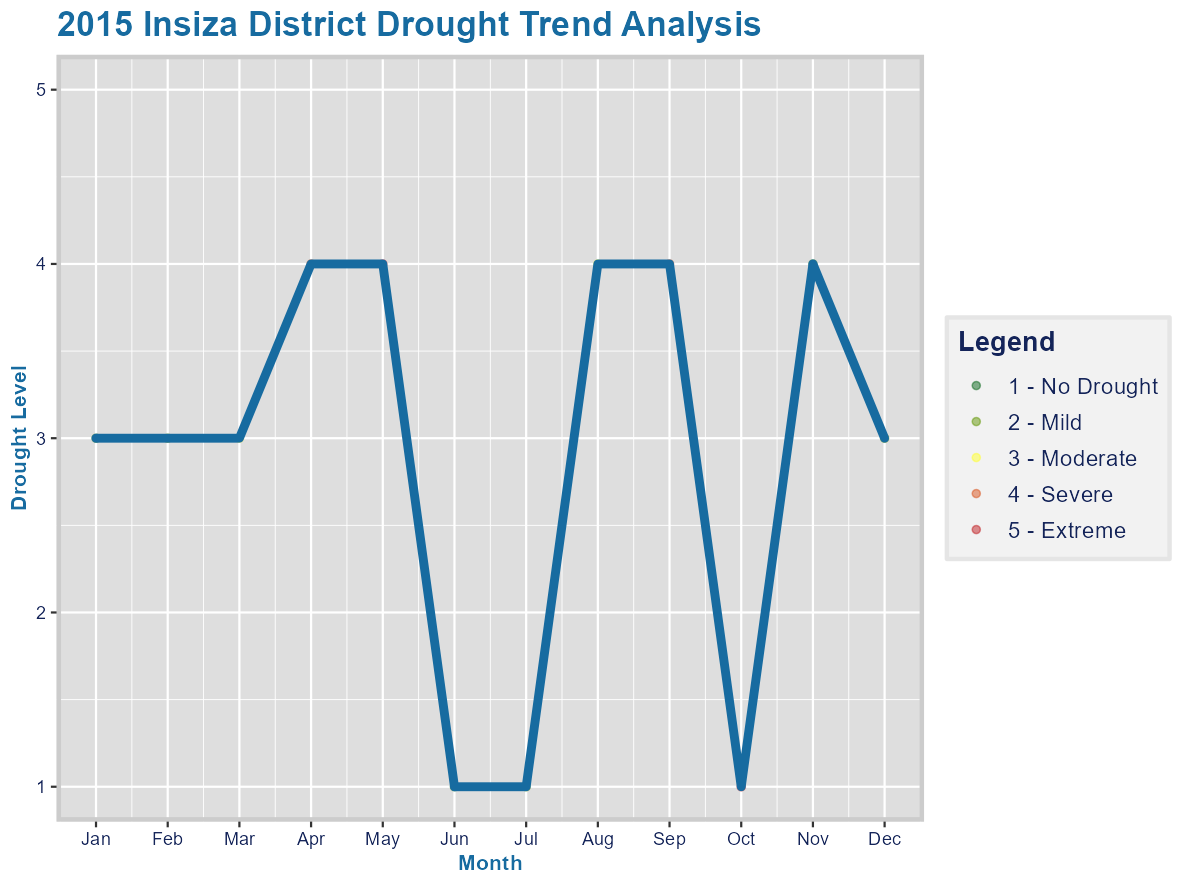 2015 Insiza District Drought Trend Analysis
5
4
3
2
1
Drought Level
Jan Feb Mar Apr May Jun Jul Aug Sep Oct Nov Dec
Month
Legend
1 - No Drought
2 - Mild
3 - Moderate
4 - Severe
5 - Extreme